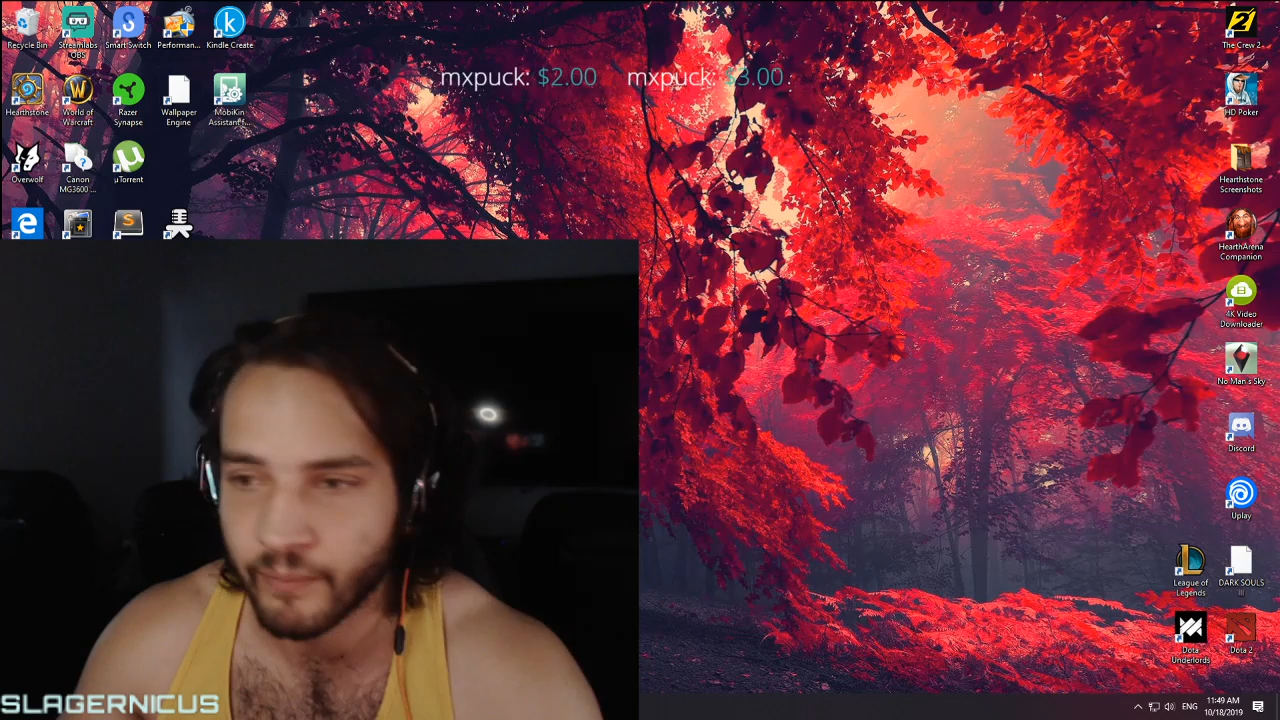 mxpuck: $2.00 mxpuck: $3.00
Recycle Bin
Streamlabs
OBS
Smart Switch
Performan...
Kindle Create
Hearthstone
World of
Warcraft
Razer
Synapse
Wallpaper
Engine
MobiKin
Assistant f...
Overwolf
Canon
MG3600 ...
µTorrent
The Crew 2
HD Poker
Hearthstone
Screenshots
HearthArena
Companion
4K Video
Downloader
No Man's Sky
Discord
Uplay
League of
Legends
DARK SOULS
III
Dota
Underlords
Dota 2
SLAGERNICUS
ENG
11:49 AM
10/18/2019